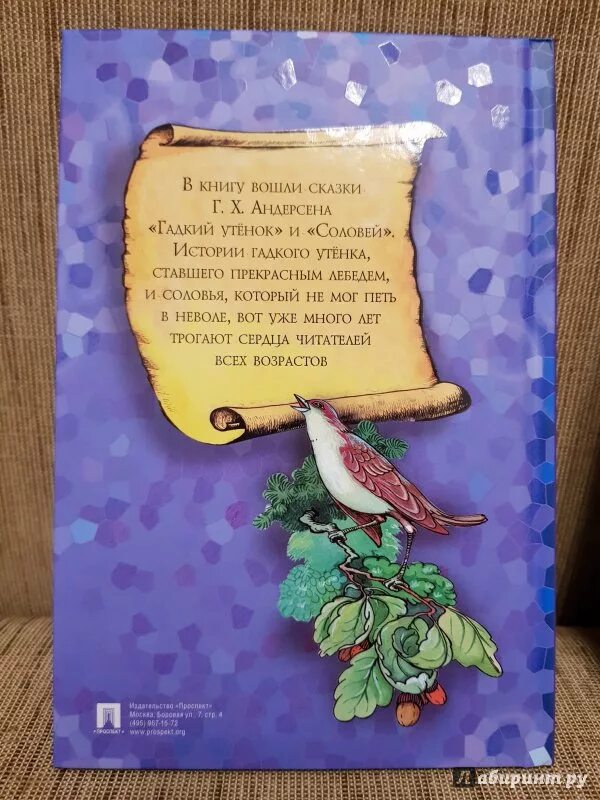 В книгу вошли сказки
Г. Х. Андерсена
«Гадкий утёнок» и «Соловей».
Истории гадкого утёнка,
ставшего прекрасным лебедем,
и соловья, который не мог петь
в неволе, вот уже много лет
трогают сердца читателей
всех возрастов
Издательство «Проспект»
Москва, Боровая ул., 7, стр. 4
(495) 967-15-72
www.prospekt.org
•ПРОСПЕКТ•
Лабиринт.ру